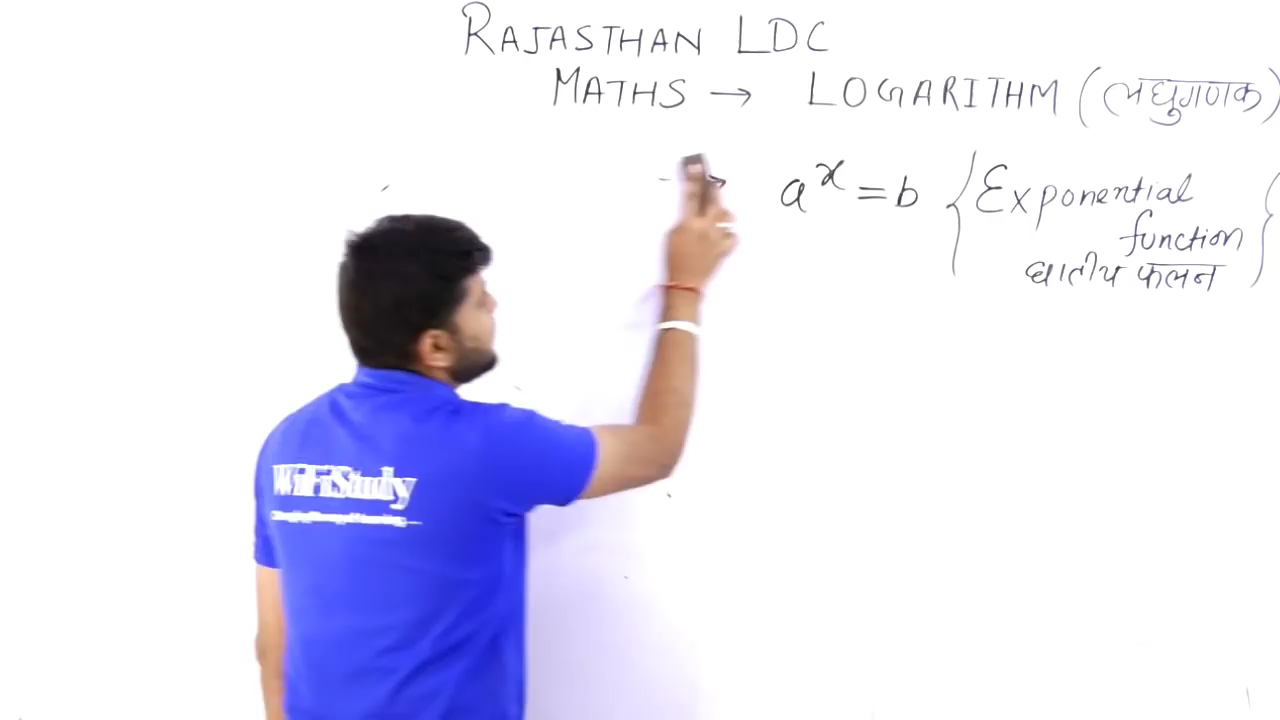 RAJASTHAN LDC
MATHS → LOGARITHM (लघुगणक)
→ aˣ = b { Exponential
function
घातीय फलन }
WiFiStudy